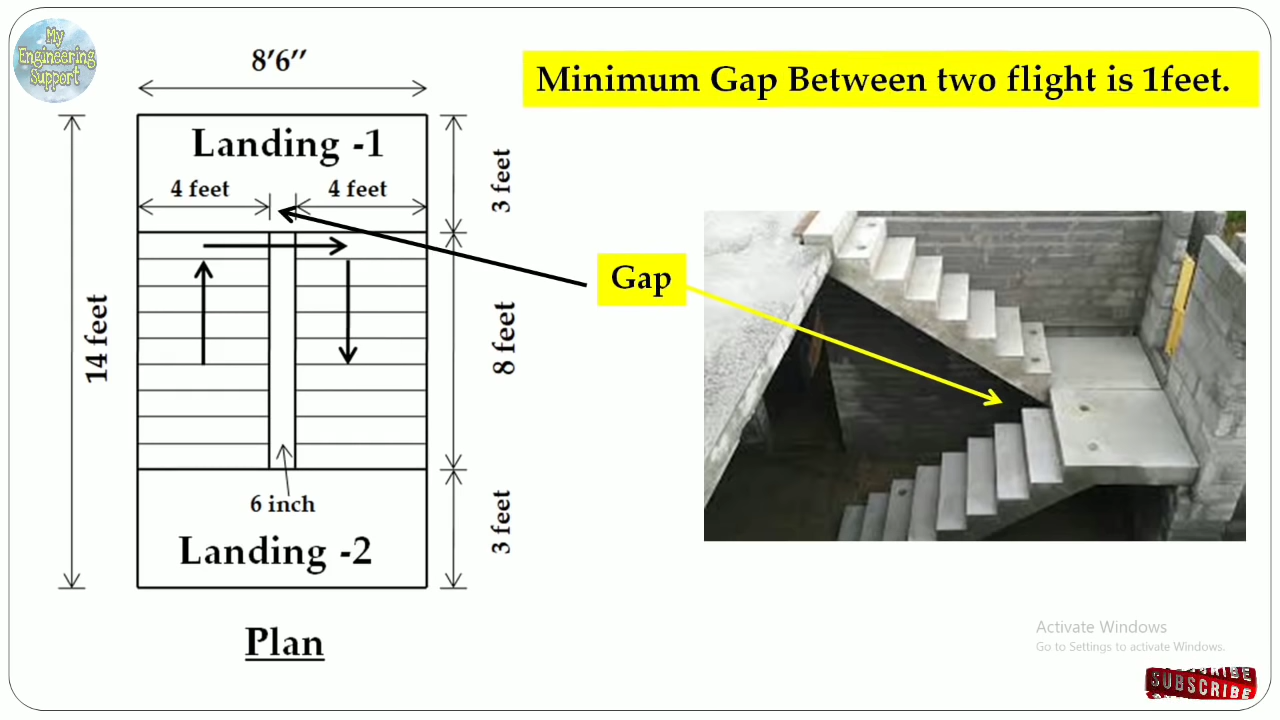 My
Engineering
Support
8′6′′
Minimum Gap Between two flight is 1feet.
Landing -1
4 feet
4 feet
3 feet
14 feet
8 feet
Gap
6 inch
3 feet
Landing -2
Plan
Activate Windows
Go to Settings to activate Windows.
SUBSCRIBE